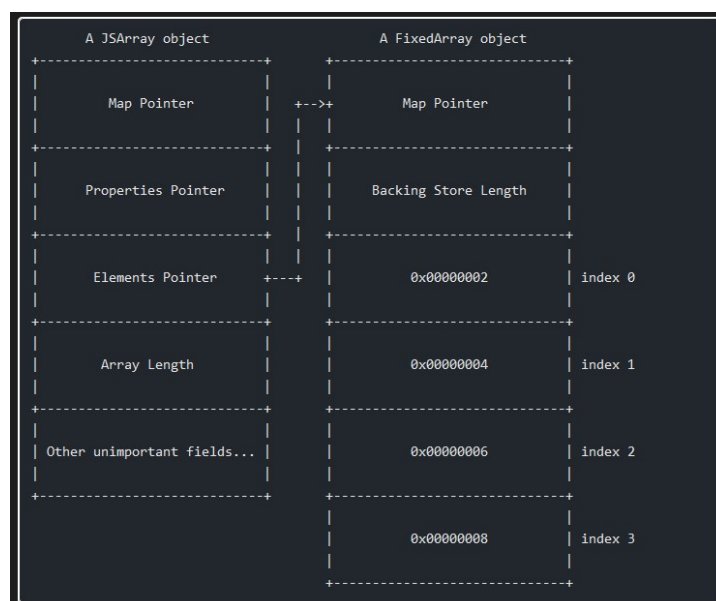 A JSArray object
A FixedArray object
Map Pointer
Map Pointer
Properties Pointer
Backing Store Length
Elements Pointer
0x00000002
index 0
Array Length
0x00000004
index 1
Other unimportant fields...
0x00000006
index 2
0x00000008
index 3